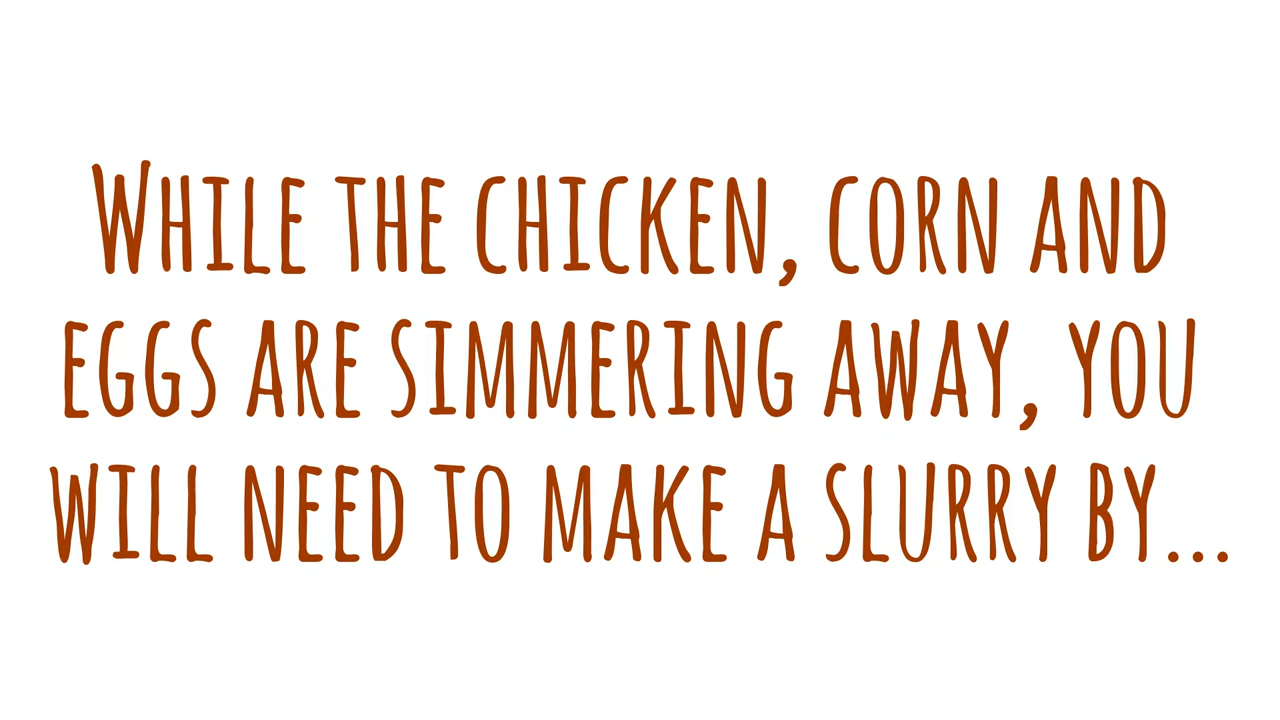 While the chicken, corn and
eggs are simmering away, you
will need to make a slurry by...